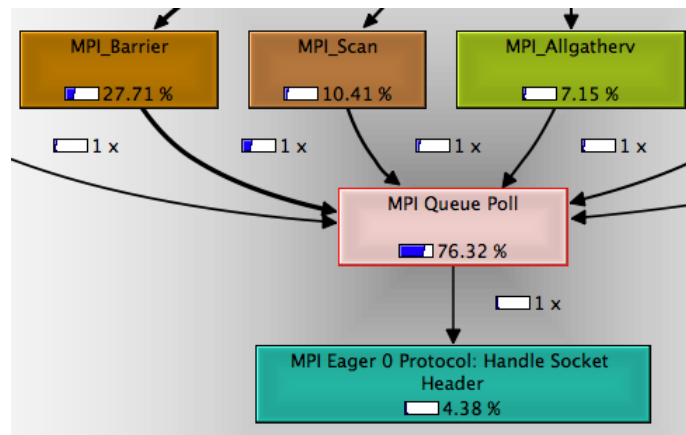 MPI_Barrier
27.71 %
MPI_Scan
10.41 %
MPI_Allgatherv
7.15 %
1 x
1 x
1 x
1 x
MPI Queue Poll
76.32 %
1 x
MPI Eager 0 Protocol: Handle Socket
Header
4.38 %